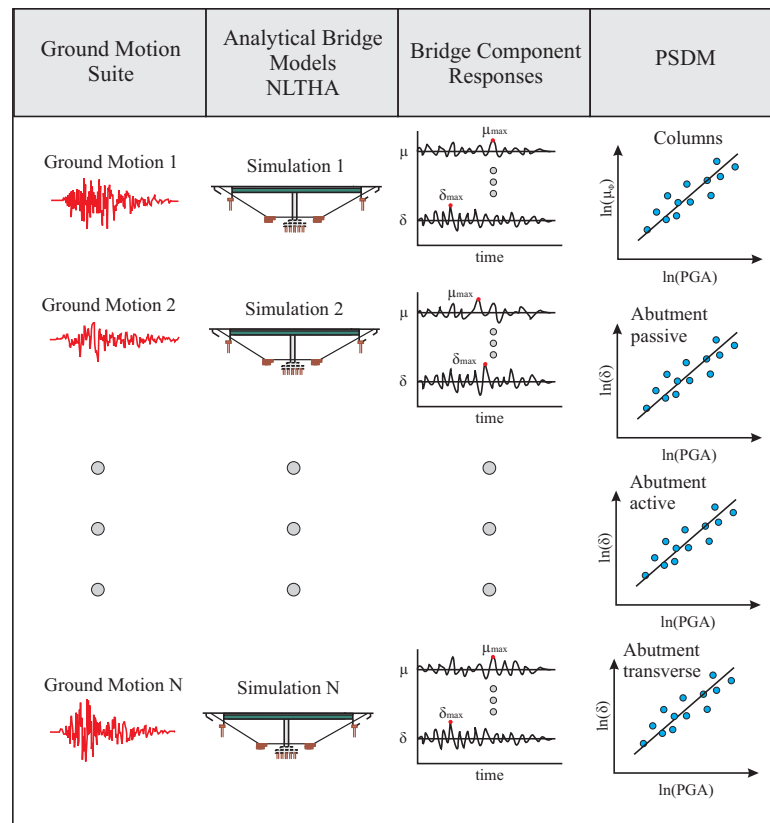 Ground Motion
Suite
Analytical Bridge
Models
NLTHA
Bridge Component
Responses
PSDM
Ground Motion 1
Simulation 1
μ
μmax
δmax
δ
time
Columns
ln(μΦ)
ln(PGA)
Ground Motion 2
Simulation 2
μmax
μ
δmax
δ
time
Abutment
passive
ln(δ)
ln(PGA)
Abutment
active
ln(δ)
ln(PGA)
Ground Motion N
Simulation N
μmax
μ
δmax
δ
time
Abutment
transverse
ln(δ)
ln(PGA)